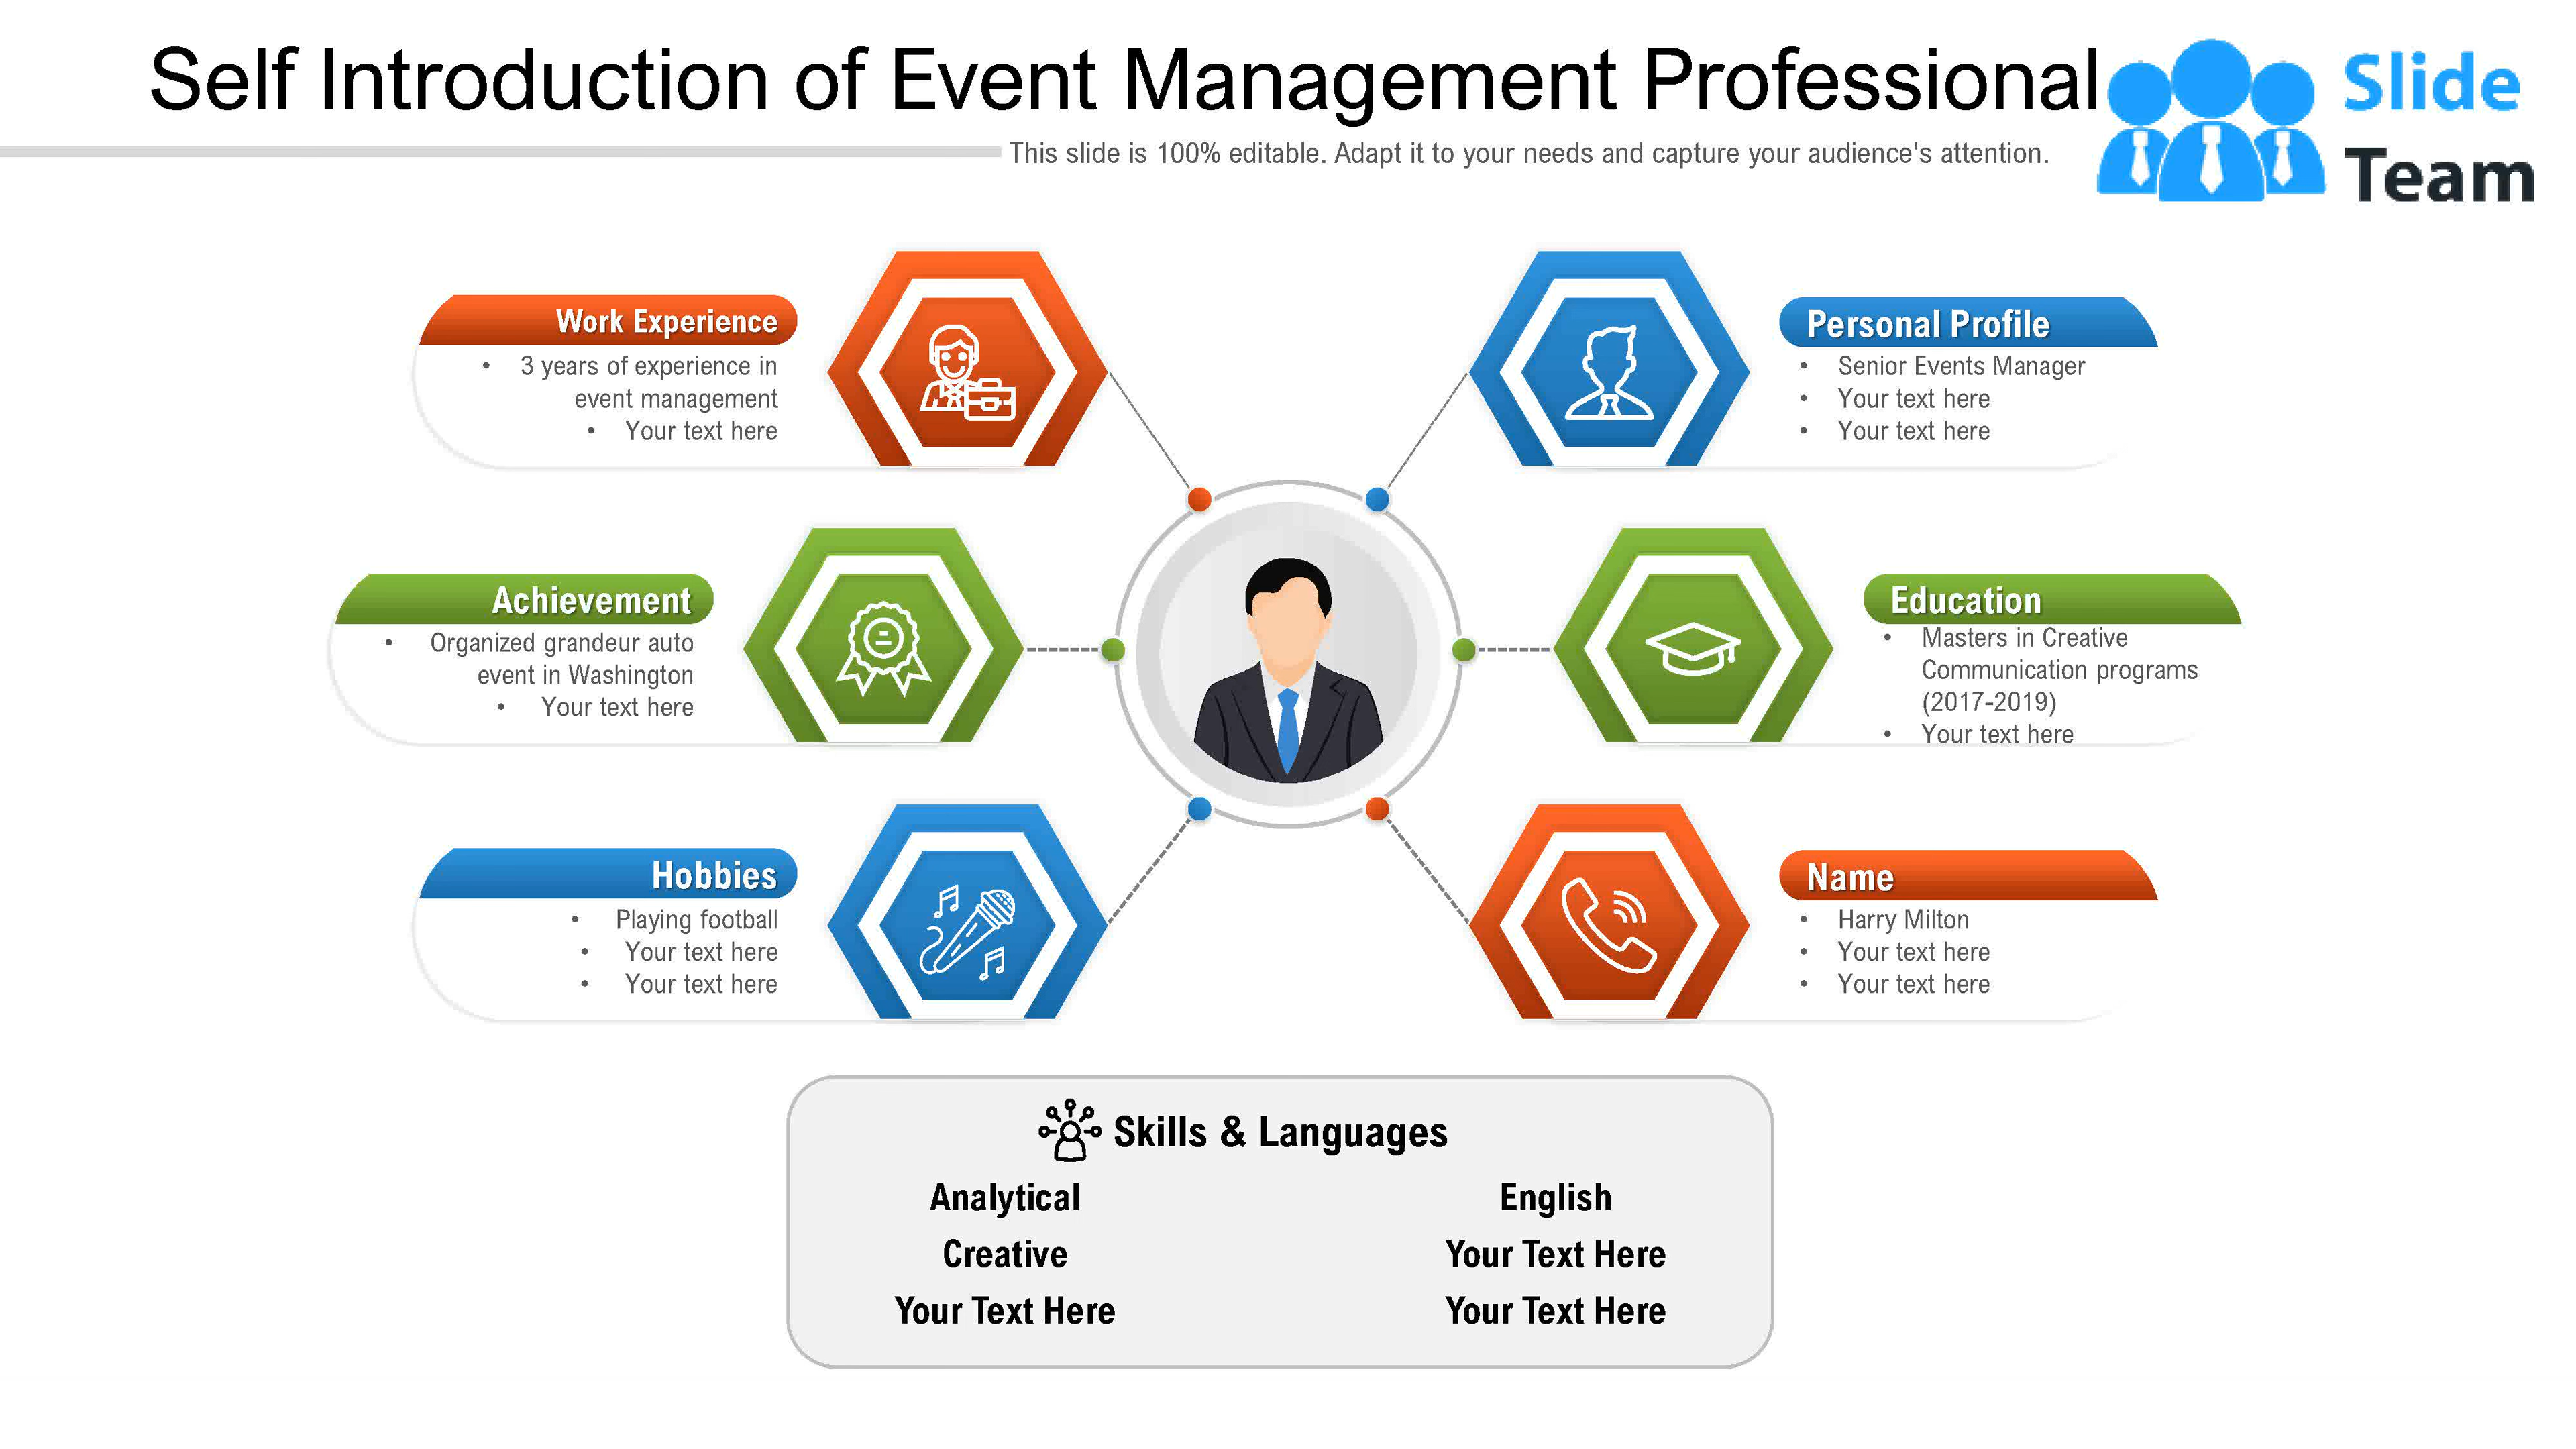 Self Introduction of Event Management Professional
Slide
Team
This slide is 100% editable. Adapt it to your needs and capture your audience's attention.
Work Experience
• 3 years of experience in
event management
• Your text here
Personal Profile
• Senior Events Manager
• Your text here
• Your text here
Achievement
• Organized grandeur auto
event in Washington
• Your text here
Education
• Masters in Creative
Communication programs
(2017-2019)
• Your text here
Hobbies
• Playing football
• Your text here
• Your text here
Name
• Harry Milton
• Your text here
• Your text here
Skills & Languages
Analytical
Creative
Your Text Here
English
Your Text Here
Your Text Here